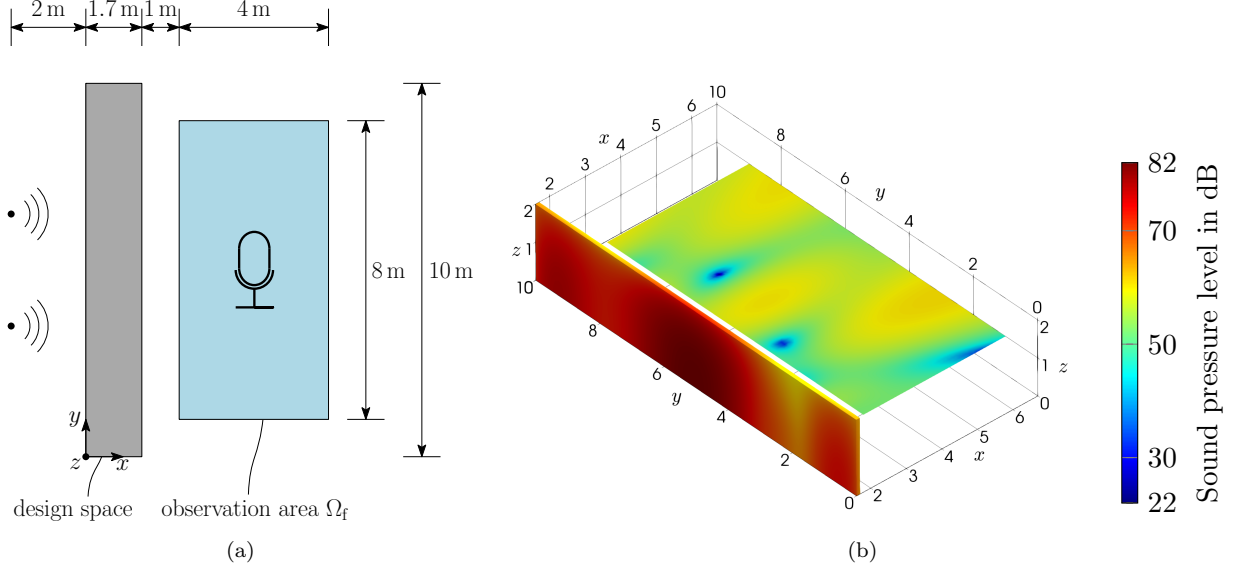 2 m 1.7 m 1 m 4 m
8 m
10 m
y
z
x
design space
observation area Ωf
(a)
10
8
6
4
2
0
y
x
2
3
4
5
6
2
z 1
10
8
6
4
2
0
y
2
3
4
5
6
x
2
1
0
z
(b)
82
70
50
30
22
Sound pressure level in dB